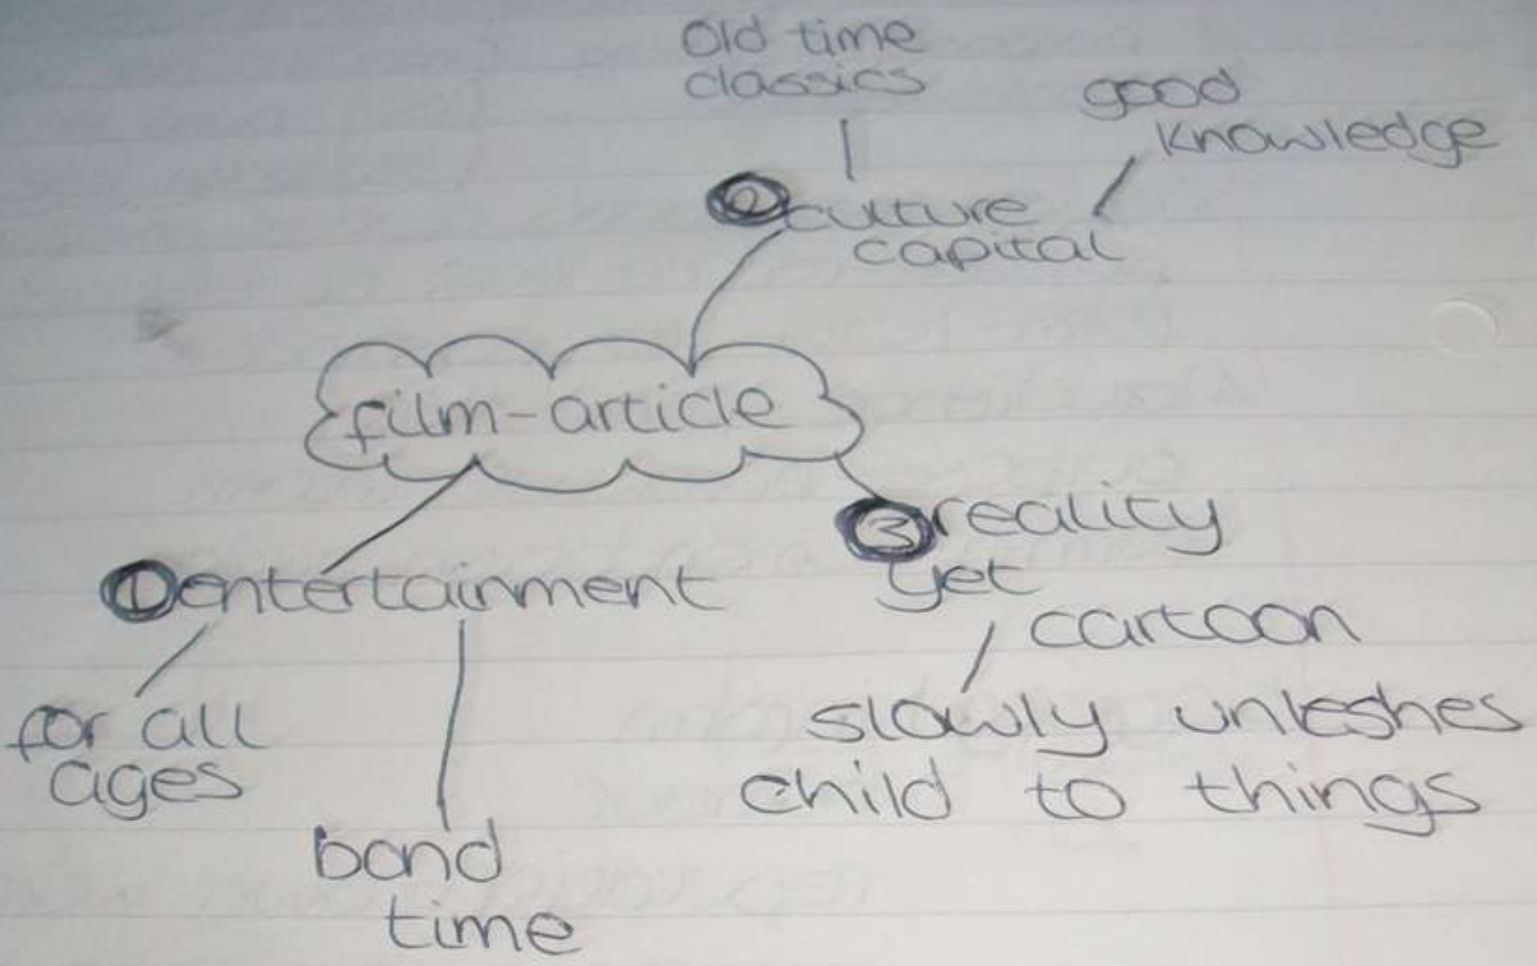 Old time
classics
good
knowledge
2 culture
capital
film-article
3 reality
yet
cartoon
1 entertainment
slowly unleshes
child to things
for all
ages
bond
time